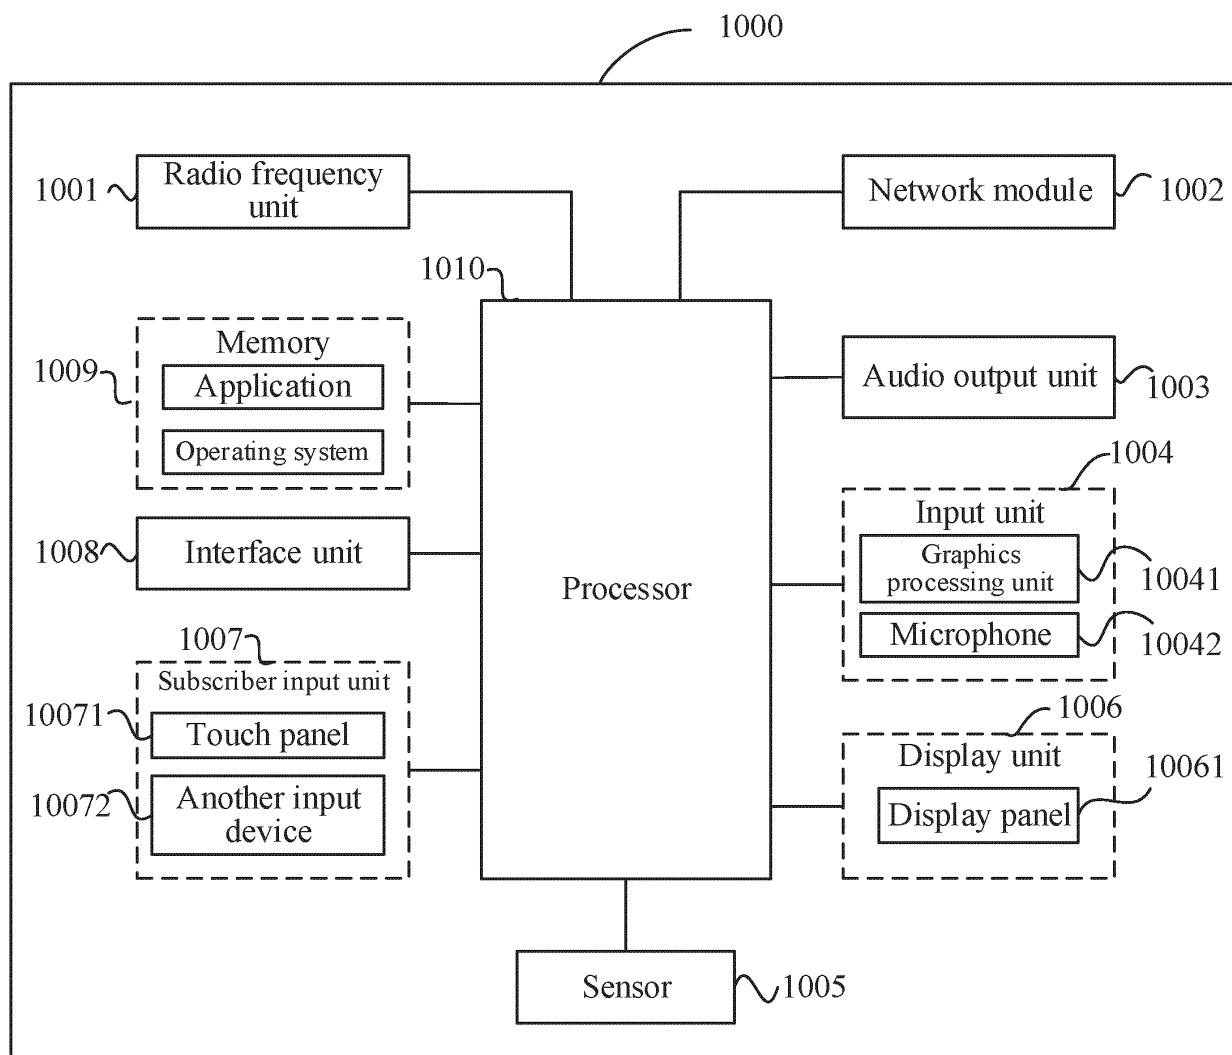 1000
1001
Radio frequency
unit
Network module
1002
1010
1009
Memory
Application
Operating system
Audio output unit
1003
1004
Input unit
Graphics
processing unit
10041
Microphone
10042
1008
Interface unit
Processor
1007
Subscriber input unit
10071
Touch panel
10072
Another input
device
1006
Display unit
10061
Display panel
Sensor
1005